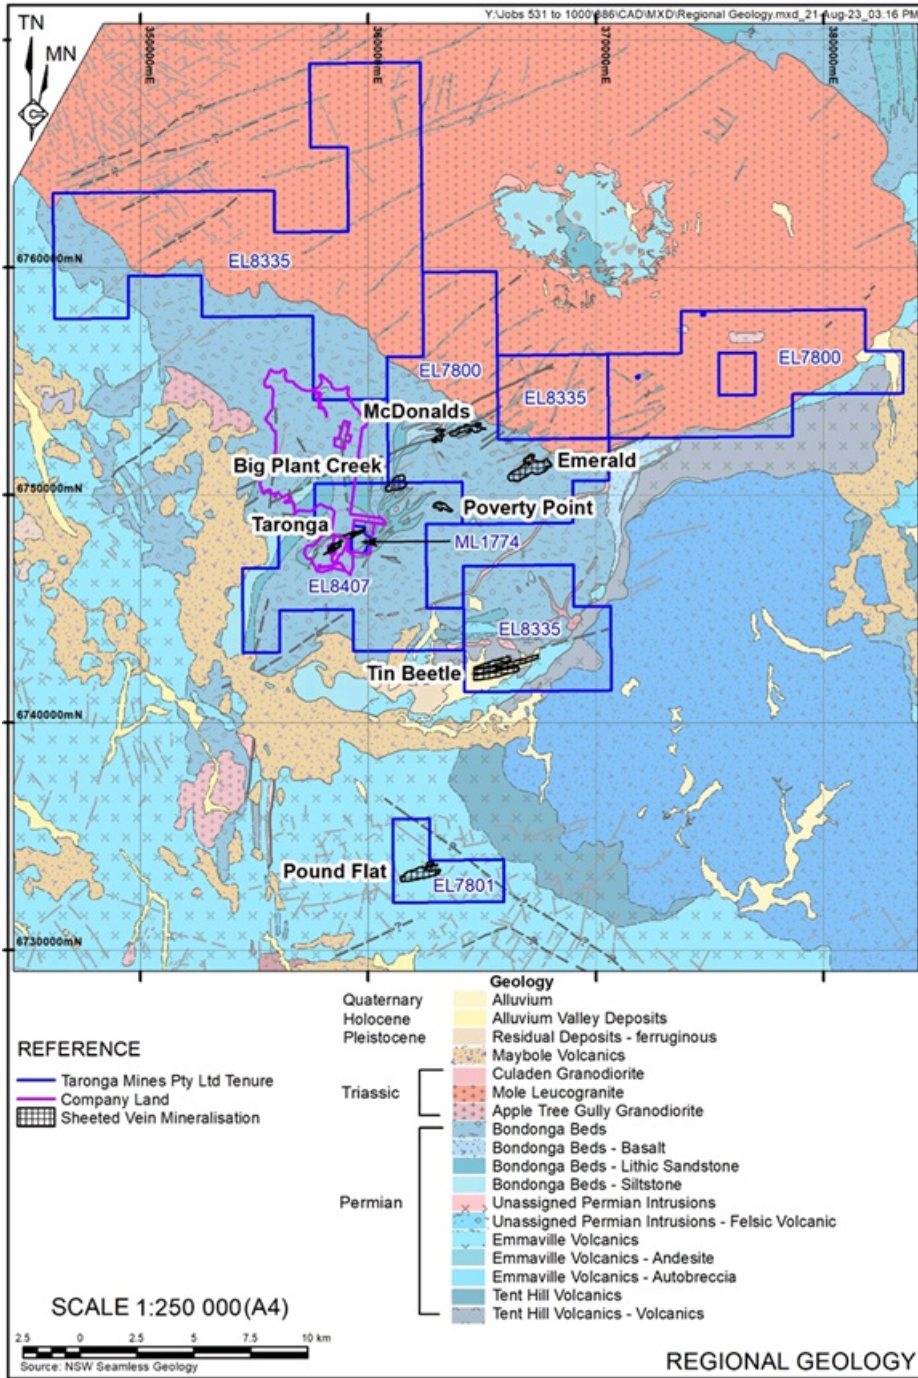 Y:\Jobs 531 to 1000\686\CAD\MXD\Regional Geology.mxd_21-Aug-23_03:16 PM
TN
MN
350000mE
360000mE
370000mE
380000mE
6760000mN
EL8335
EL7800
EL8335
EL7800
McDonalds
Big Plant Creek
Emerald
6750000mN
Poverty Point
Taronga
ML1774
EL8407
EL8335
Tin Beetle
6740000mN
Pound Flat
EL7801
6730000mN
Geology
Quaternary
Alluvium
Holocene
Alluvium Valley Deposits
Pleistocene
Residual Deposits - ferruginous
Maybole Volcanics
Triassic
Culaden Granodiorite
Mole Leucogranite
Apple Tree Gully Granodiorite
Permian
Bondonga Beds
Bondonga Beds - Basalt
Bondonga Beds - Lithic Sandstone
Bondonga Beds - Siltstone
Unassigned Permian Intrusions
Unassigned Permian Intrusions - Felsic Volcanic
Emmaville Volcanics
Emmaville Volcanics - Andesite
Emmaville Volcanics - Autobreccia
Tent Hill Volcanics
Tent Hill Volcanics - Volcanics
REFERENCE
Taronga Mines Pty Ltd Tenure
Company Land
Sheeted Vein Mineralisation
SCALE 1:250 000(A4)
2.5 0 2.5 5 7.5 10 km
Source: NSW Seamless Geology
REGIONAL GEOLOGY